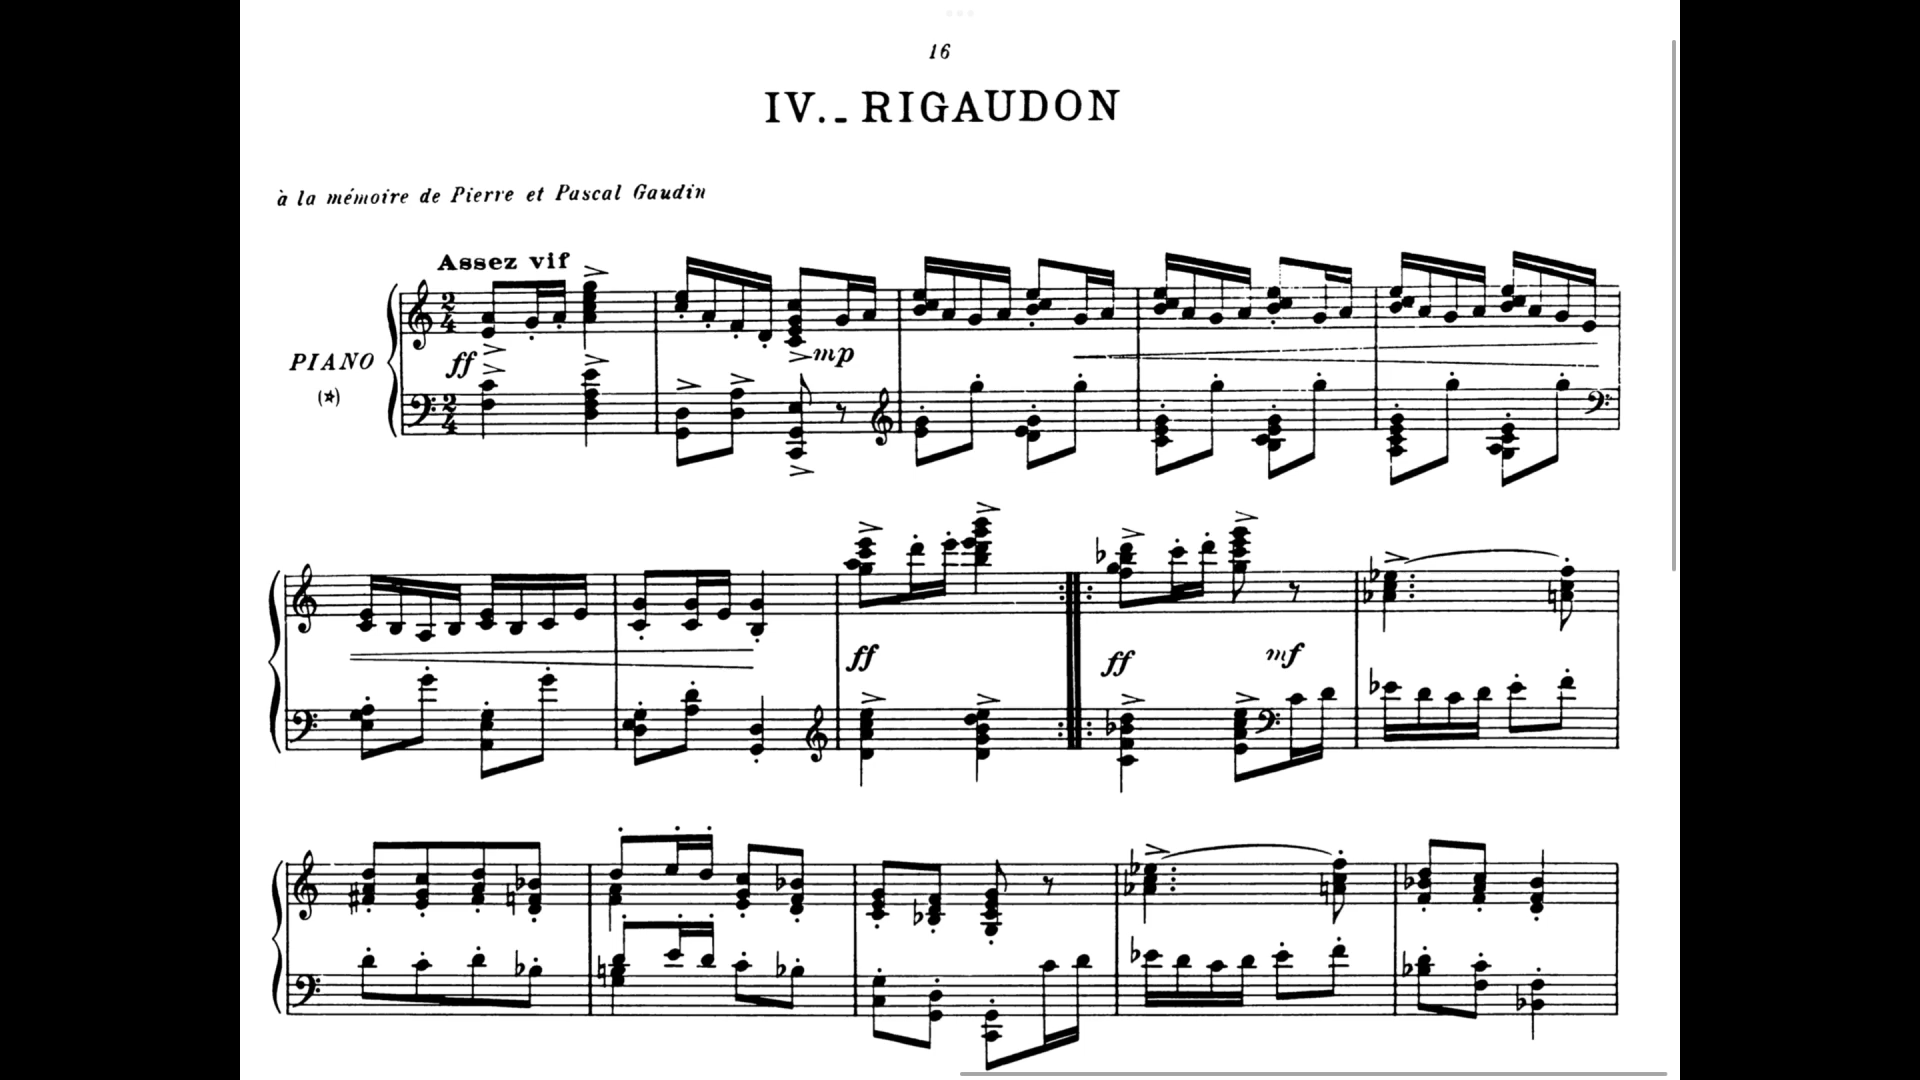 16
IV.- RIGAUDON
à la mémoire de Pierre et Pascal Gaudin
Assez vif
PIANO
(*)
ff
mp
ff
ff
mf